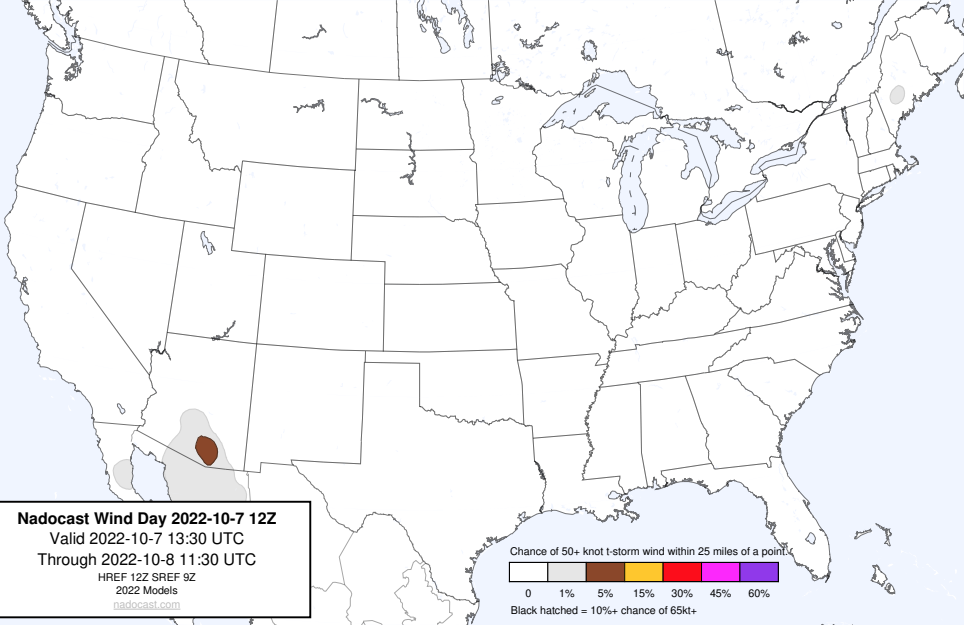 Nadocast Wind Day 2022-10-7 12Z
Valid 2022-10-7 13:30 UTC
Through 2022-10-8 11:30 UTC
HREF 12Z SREF 9Z
2022 Models
nadocast.com
Chance of 50+ knot t-storm wind within 25 miles of a point.
0 1% 5% 15% 30% 45% 60%
Black hatched = 10%+ chance of 65kt+